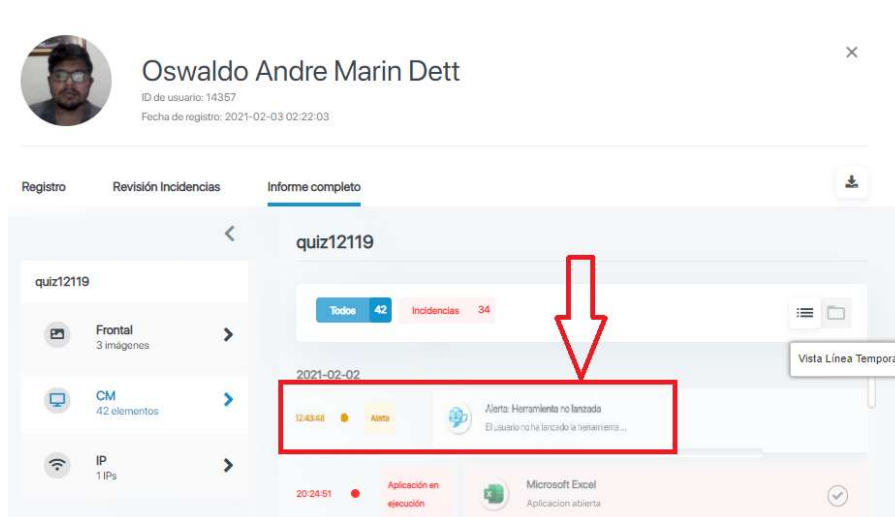 Oswaldo Andre Marin Dett
ID de usuario: 14357
Fecha de registro: 2021-02-03 02:22:03
Registro
Revisión Incidencias
Informe completo
quiz12119
quiz12119
Todos 42 Incidencias 34
Frontal
3 imágenes
Vista Línea Tempora
2021-02-02
CM
42 elementos
12:43:48 Alerta
Alerta: Herramienta no lanzada
El usuario no ha lanzado la herramienta ...
IP
1 IPs
20:24:51
Aplicación en
ejecución
Microsoft Excel
Aplicacion abierta